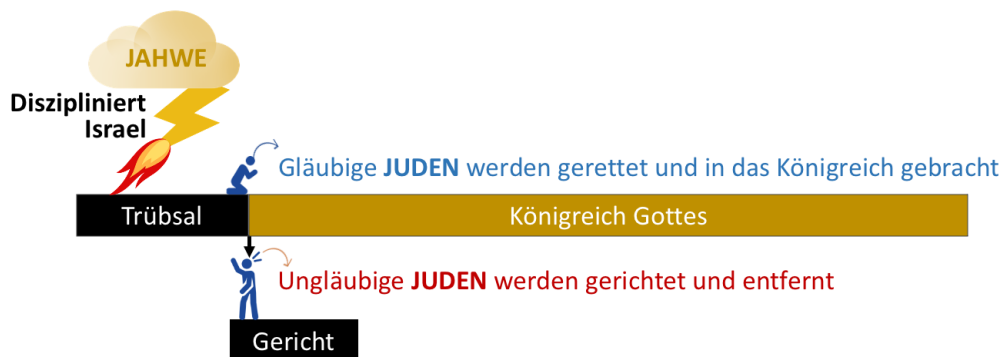 JAHWE
Diszipliniert
Israel
Gläubige JUDEN werden gerettet und in das Königreich gebracht
Trübsal
Königreich Gottes
Ungläubige JUDEN werden gerichtet und entfernt
Gericht